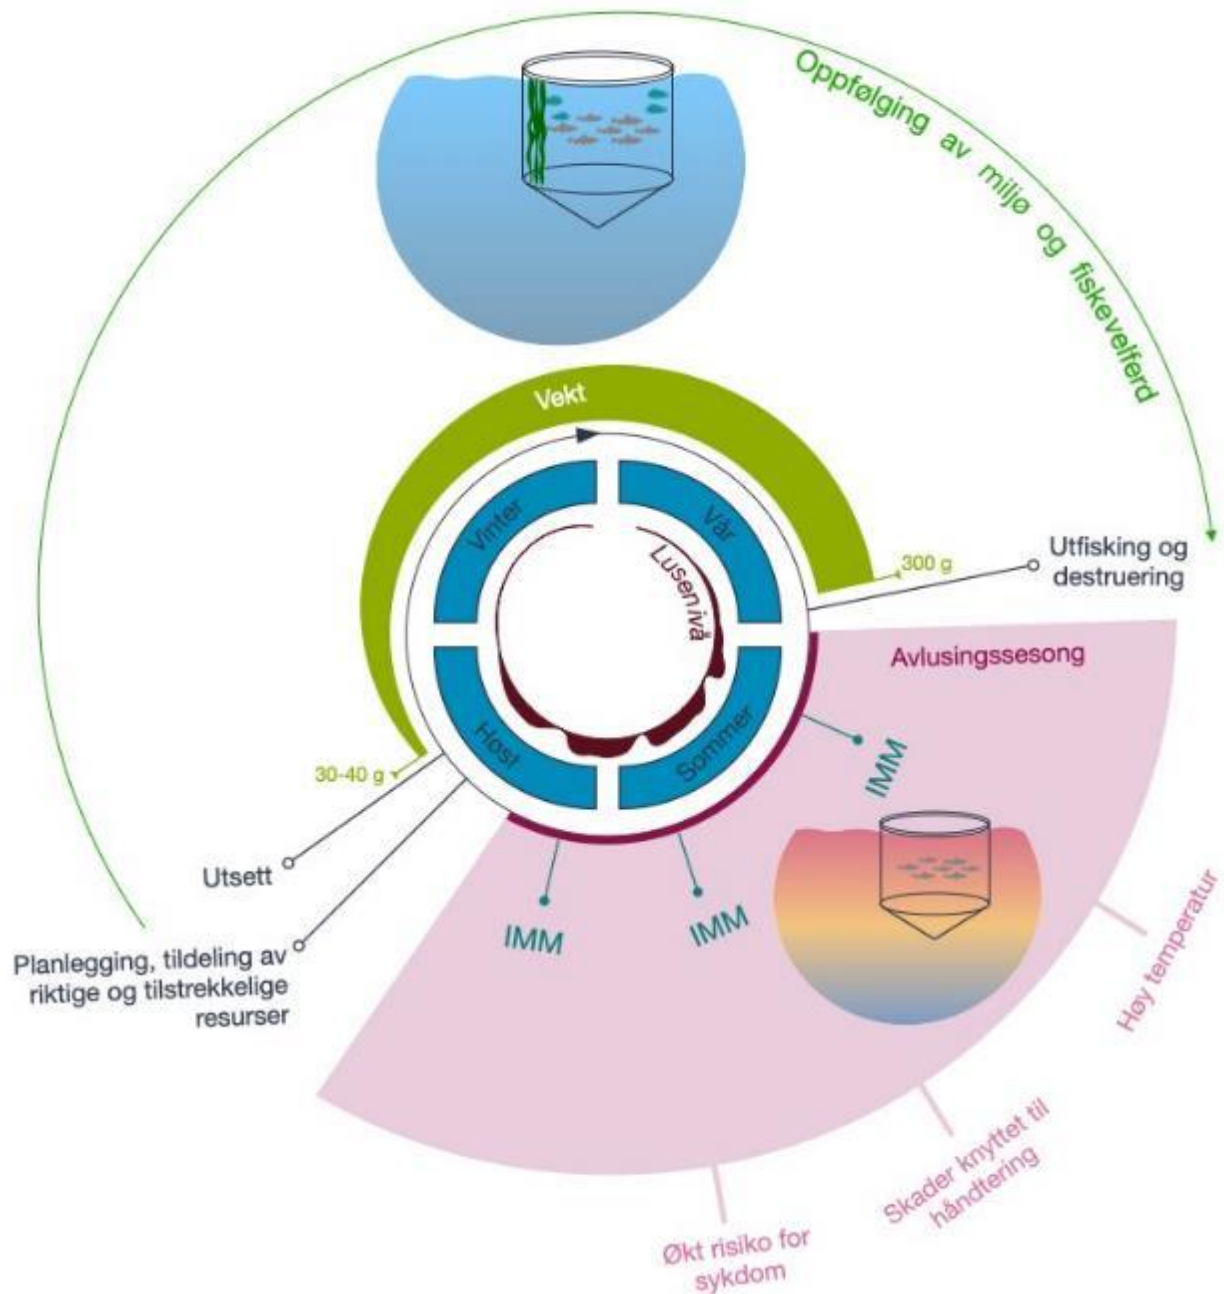 Oppfølging av miljø og fiskevelferd
Vekt
Vinter
Vår
Lusenivå
Høst
Sommer
300 g
Utfisking og
destruering
Avlusingssesong
30-40 g
Utsett
Planlegging, tildeling av
riktige og tilstrekkelige
resurser
IMM
IMM
IMM
Høy temperatur
Skader knyttet til
håndtering
Økt risiko for
sykdom